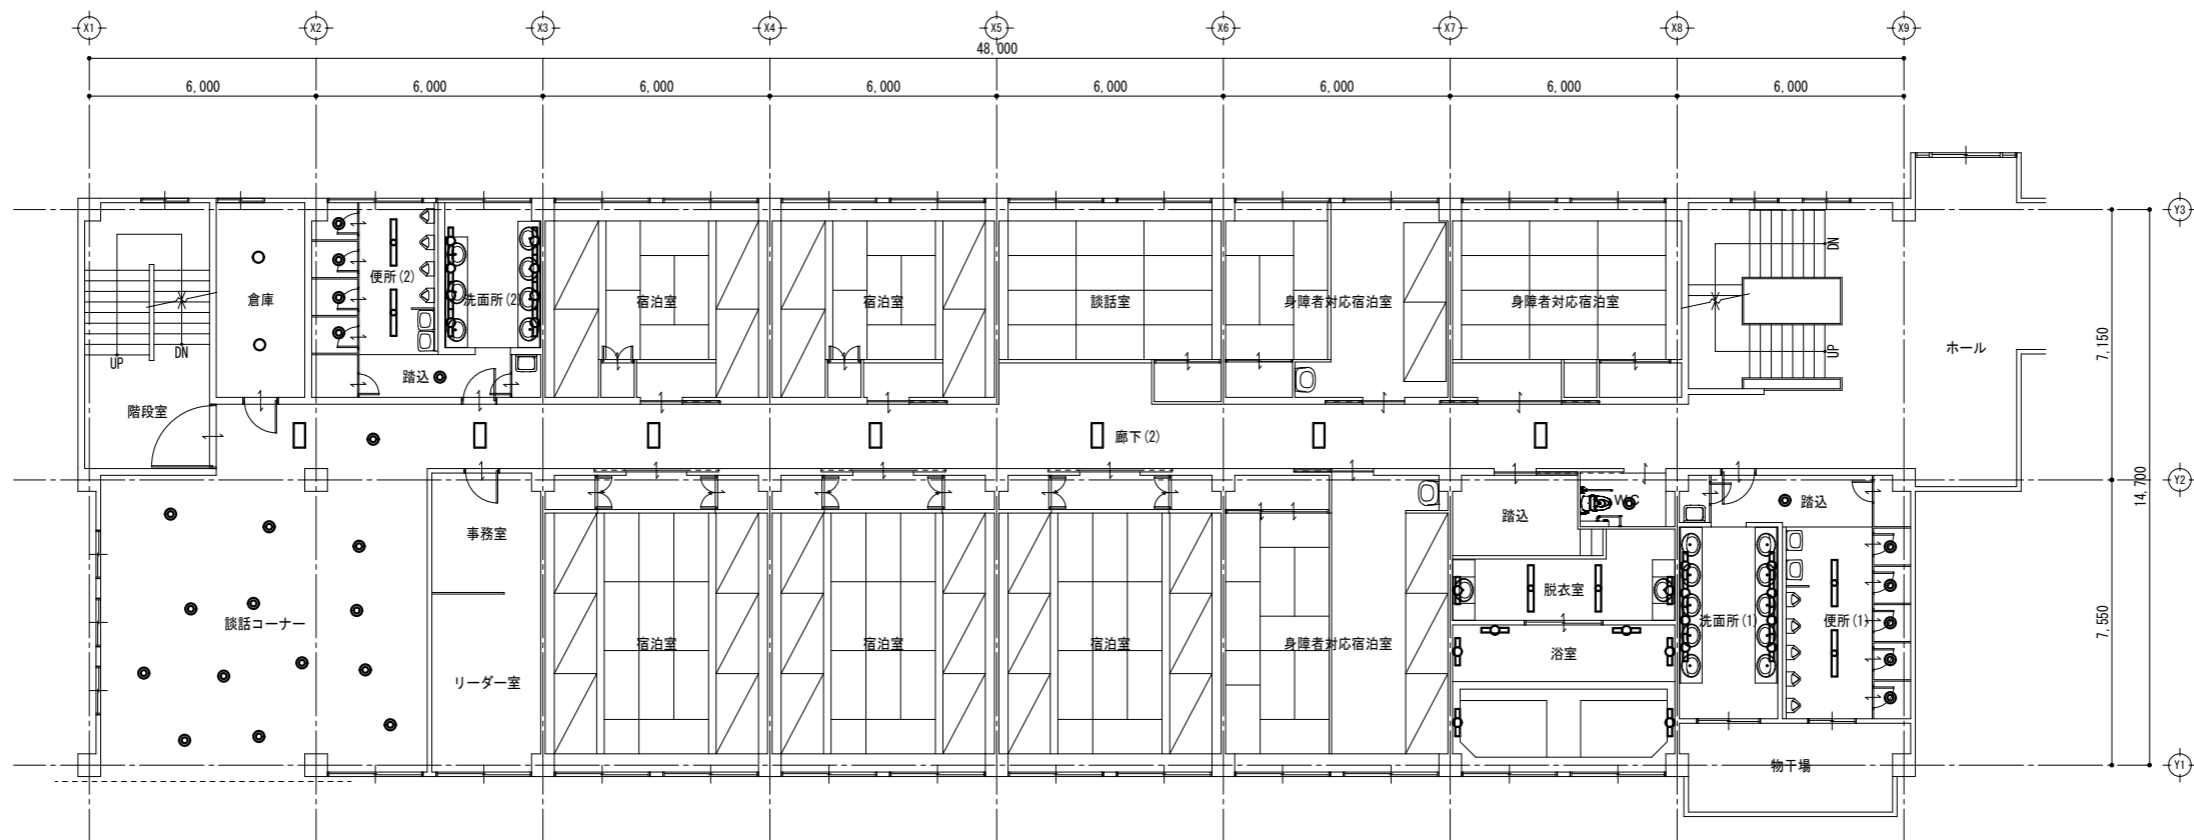 X1 X2 X3 X4 X5 X6 X7 X8 X9
48,000
6,000 6,000 6,000 6,000 6,000 6,000 6,000 6,000
Y3
DN
便所(2)
倉庫
洗面所(2)
宿泊室
宿泊室
談話室
身障者対応宿泊室
身障者対応宿泊室
7,150
ホール
UP
DN
UP
踏込
階段室
廊下(2)
Y2
14,700
WC
踏込
踏込
事務室
脱衣室
談話コーナー
洗面所(1)
便所(1)
7,550
宿泊室
宿泊室
宿泊室
身障者対応宿泊室
浴室
リーダー室
物干場
Y1